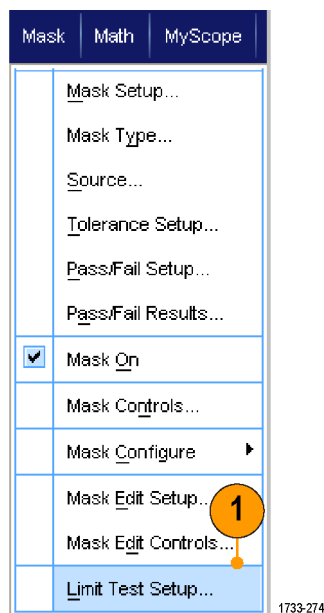 Mask Math MyScope
Mask Setup...
Mask Type...
Source...
Tolerance Setup...
Pass/Fail Setup...
Pass/Fail Results...
Mask On
Mask Controls...
Mask Configure
Mask Edit Setup...
1
Mask Edit Controls...
Limit Test Setup...
1733-274